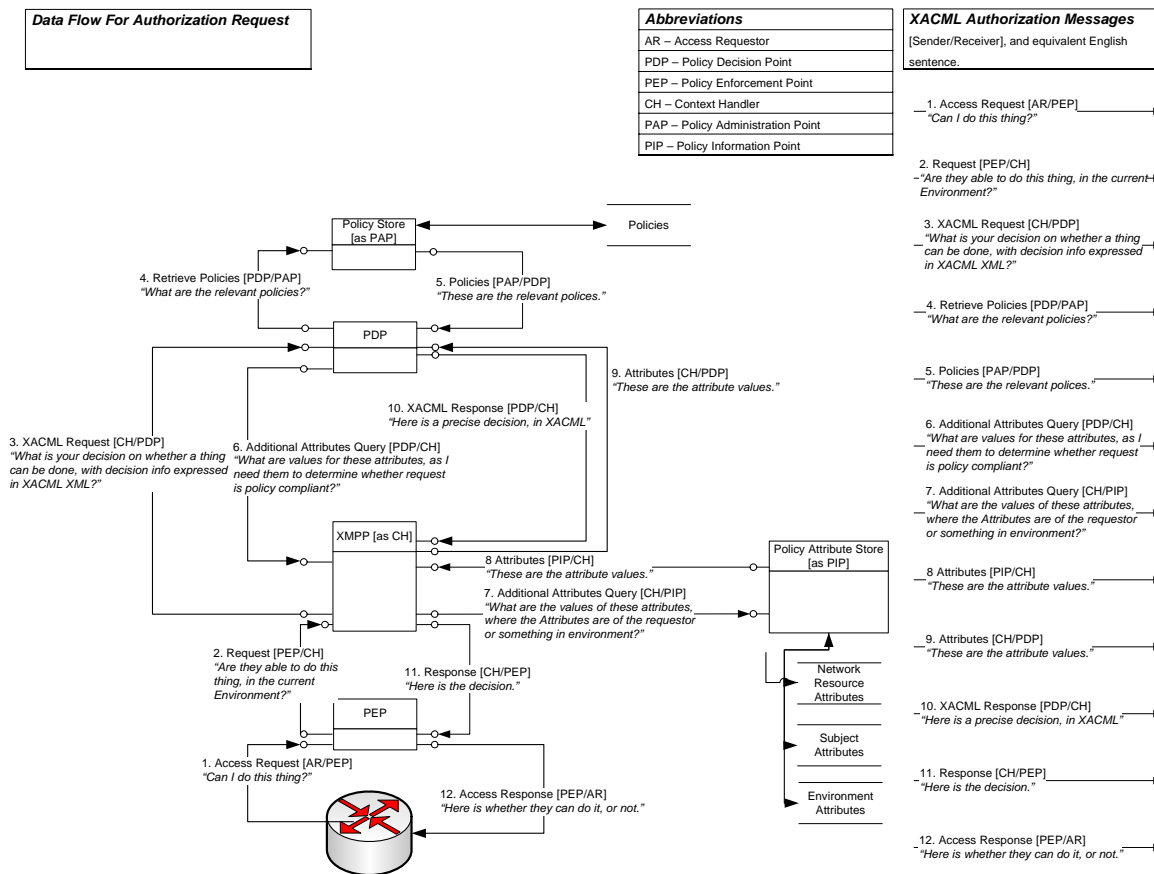 Data Flow For Authorization Request
Abbreviations
AR – Access Requestor
PDP – Policy Decision Point
PEP – Policy Enforcement Point
CH – Context Handler
PAP – Policy Administration Point
PIP – Policy Information Point
XACML Authorization Messages
[Sender/Receiver], and equivalent English
sentence.
1. Access Request [AR/PEP]
“Can I do this thing?”
2. Request [PEP/CH]
“Are they able to do this thing, in the current
Environment?”
3. XACML Request [CH/PDP]
“What is your decision on whether a thing
can be done, with decision info expressed
in XACML XML?”
4. Retrieve Policies [PDP/PAP]
“What are the relevant policies?”
5. Policies [PAP/PDP]
“These are the relevant polices.”
6. Additional Attributes Query [PDP/CH]
“What are values for these attributes, as I
need them to determine whether request
is policy compliant?”
7. Additional Attributes Query [CH/PIP]
“What are the values of these attributes,
where the Attributes are of the requestor
or something in environment?”
8 Attributes [PIP/CH]
“These are the attribute values.”
9. Attributes [CH/PDP]
“These are the attribute values.”
10. XACML Response [PDP/CH]
“Here is a precise decision, in XACML”
11. Response [CH/PEP]
“Here is the decision.”
12. Access Response [PEP/AR]
“Here is whether they can do it, or not.”
Policy Store
[as PAP]
Policies
4. Retrieve Policies [PDP/PAP]
“What are the relevant policies?”
5. Policies [PAP/PDP]
“These are the relevant polices.”
PDP
9. Attributes [CH/PDP]
“These are the attribute values.”
10. XACML Response [PDP/CH]
“Here is a precise decision, in XACML”
3. XACML Request [CH/PDP]
“What is your decision on whether a thing
can be done, with decision info expressed
in XACML XML?”
6. Additional Attributes Query [PDP/CH]
“What are values for these attributes, as I
need them to determine whether request
is policy compliant?”
XMPP [as CH]
Policy Attribute Store
[as PIP]
8 Attributes [PIP/CH]
“These are the attribute values.”
7. Additional Attributes Query [CH/PIP]
“What are the values of these attributes,
where the Attributes are of the requestor
or something in environment?”
2. Request [PEP/CH]
“Are they able to do this
thing, in the current
Environment?”
11. Response [CH/PEP]
“Here is the decision.”
Network
Resource
Attributes
PEP
Subject
Attributes
1. Access Request [AR/PEP]
“Can I do this thing?”
12. Access Response [PEP/AR]
“Here is whether they can do it, or not.”
Environment
Attributes